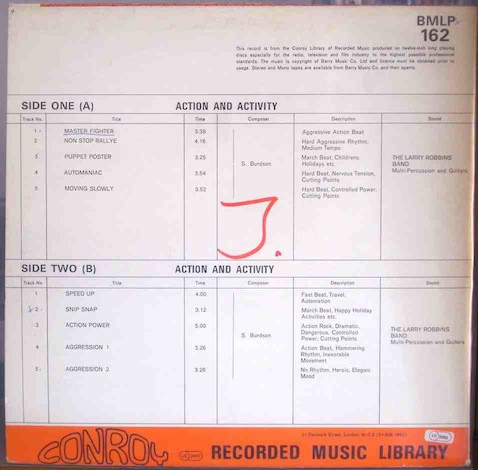 BMLP
162
This record is from the Conroy Library of Recorded Music produced on twelve-inch long playing
discs especially for the radio, television and film industry to the highest possible professional
standards. The music is copyright of Barry Music Co. Ltd and licence must be obtained prior to
usage. Stereo and Mono tapes are available from Barry Music Co. and their agents.
SIDE ONE (A) ACTION AND ACTIVITY
Track No. Title Time Composer Description Sound
1 MASTER FIGHTER 3.39 Aggressive Action Beat
2 NON STOP RALLYE 4.16 Hard Aggressive Rhythm,
Medium Tempo
3 PUPPET POSTER 3.25 March Beat, Childrens
Holidays etc.
4 AUTOMANIAC 3.54 S. Burdson Hard Beat, Nervous Tension,
Cutting Points
THE LARRY ROBBINS
BAND
Multi-Percussion and Guitars
5 MOVING SLOWLY 3.52 Hard Beat, Controlled Power,
Cutting Points
J.
SIDE TWO (B) ACTION AND ACTIVITY
Track No. Title Time Composer Description Sound
1 SPEED UP 4.00 Fast Beat, Travel,
Automation
2 SNIP SNAP 3.12 March Beat, Happy Holiday
Activities etc.
3 ACTION POWER 5.00 S. Burdson Action Rock, Dramatic,
Dangerous, Controlled
Power, Cutting Points
THE LARRY ROBBINS
BAND
Multi-Percussion and Guitars
4 AGGRESSION 1 3.26 Action Beat, Hammering
Rhythm, Inexorable
Movement
5 AGGRESSION 2 3.26 No Rhythm, Heroic, Elegaic
Mood
CONROY RECORDED MUSIC LIBRARY